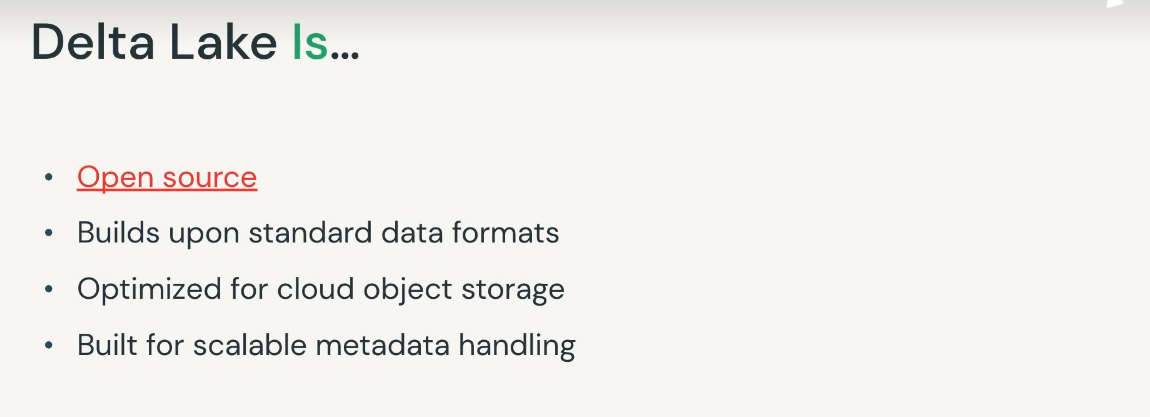 Delta Lake Is...
• Open source
• Builds upon standard data formats
• Optimized for cloud object storage
• Built for scalable metadata handling